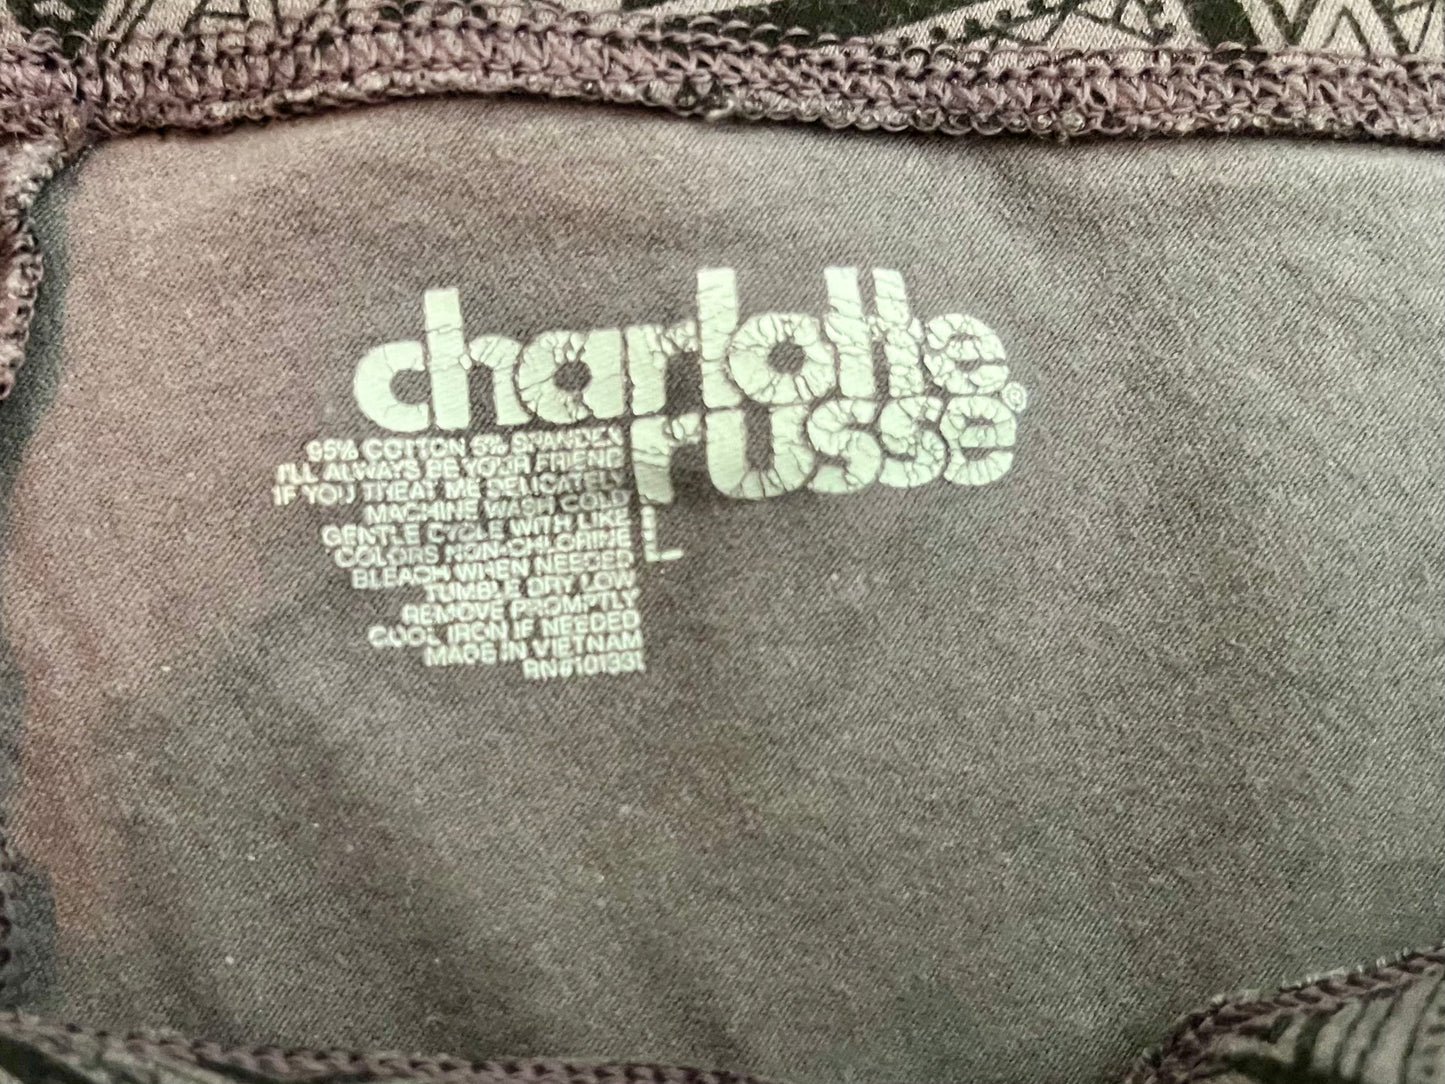 charlotte
russe®
95% COTTON 5% SPANDEX
I'LL ALWAYS BE YOUR FRIEND
IF YOU TREAT ME DELICATELY
MACHINE WASH COLD
GENTLE CYCLE WITH LIKE
COLORS NON-CHLORINE
BLEACH WHEN NEEDED
TUMBLE DRY LOW
REMOVE PROMPTLY
COOL IRON IF NEEDED
MADE IN VIETNAM
RN#101331
L